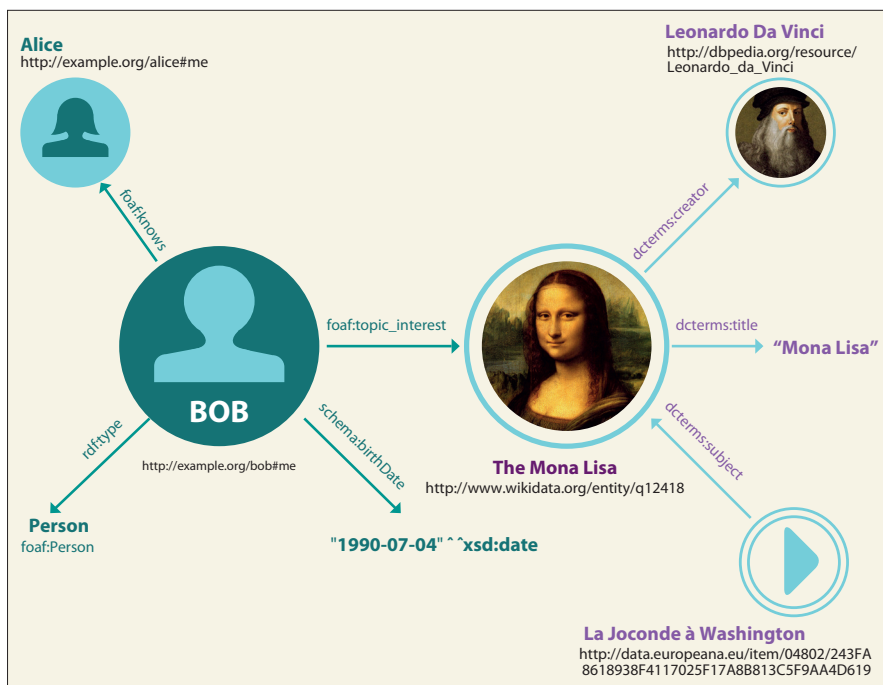 Alice
http://example.org/alice#me
Leonardo Da Vinci
http://dbpedia.org/resource/
Leonardo_da_Vinci
foaf:knows
dcterms:creator
foaf:topic_interest
dcterms:title
"Mona Lisa"
BOB
http://example.org/bob#me
rdf:type
schema:birthDate
dcterms:subject
The Mona Lisa
http://www.wikidata.org/entity/q12418
Person
foaf:Person
"1990-07-04"^^xsd:date
La Joconde à Washington
http://data.europeana.eu/item/04802/243FA
8618938F4117025F17A8B813C5F9AA4D619